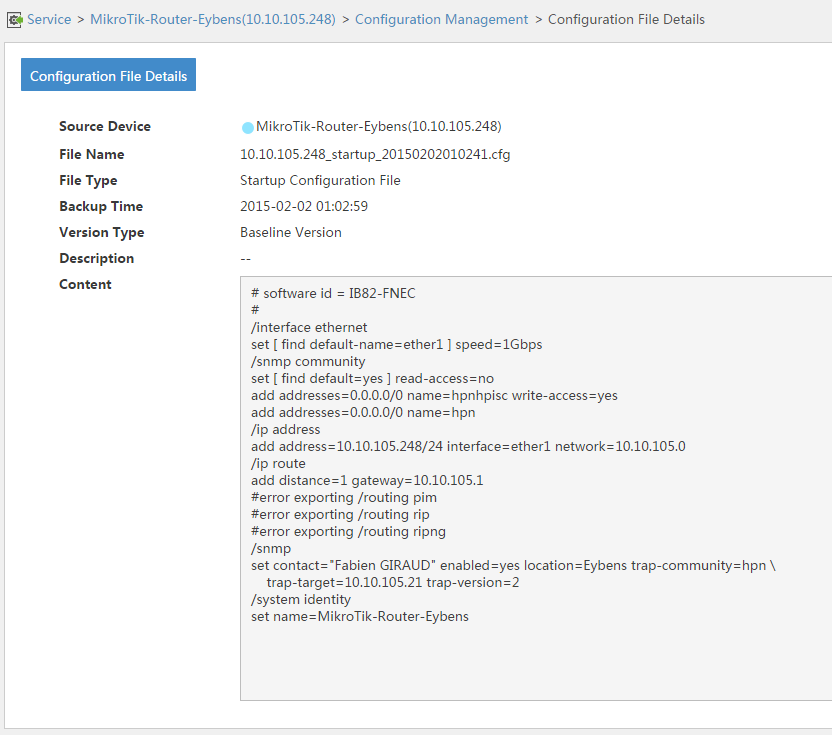 Service > MikroTik-Router-Eybens(10.10.105.248) > Configuration Management > Configuration File Details
Configuration File Details
Source Device MikroTik-Router-Eybens(10.10.105.248)
File Name 10.10.105.248_startup_20150202010241.cfg
File Type Startup Configuration File
Backup Time 2015-02-02 01:02:59
Version Type Baseline Version
Description --
Content
# software id = IB82-FNEC
#
/interface ethernet
set [ find default-name=ether1 ] speed=1Gbps
/snmp community
set [ find default=yes ] read-access=no
add addresses=0.0.0.0/0 name=hpnhpisc write-access=yes
add addresses=0.0.0.0/0 name=hpn
/ip address
add address=10.10.105.248/24 interface=ether1 network=10.10.105.0
/ip route
add distance=1 gateway=10.10.105.1
#error exporting /routing pim
#error exporting /routing rip
#error exporting /routing ripng
/snmp
set contact="Fabien GIRAUD" enabled=yes location=Eybens trap-community=hpn \
trap-target=10.10.105.21 trap-version=2
/system identity
set name=MikroTik-Router-Eybens